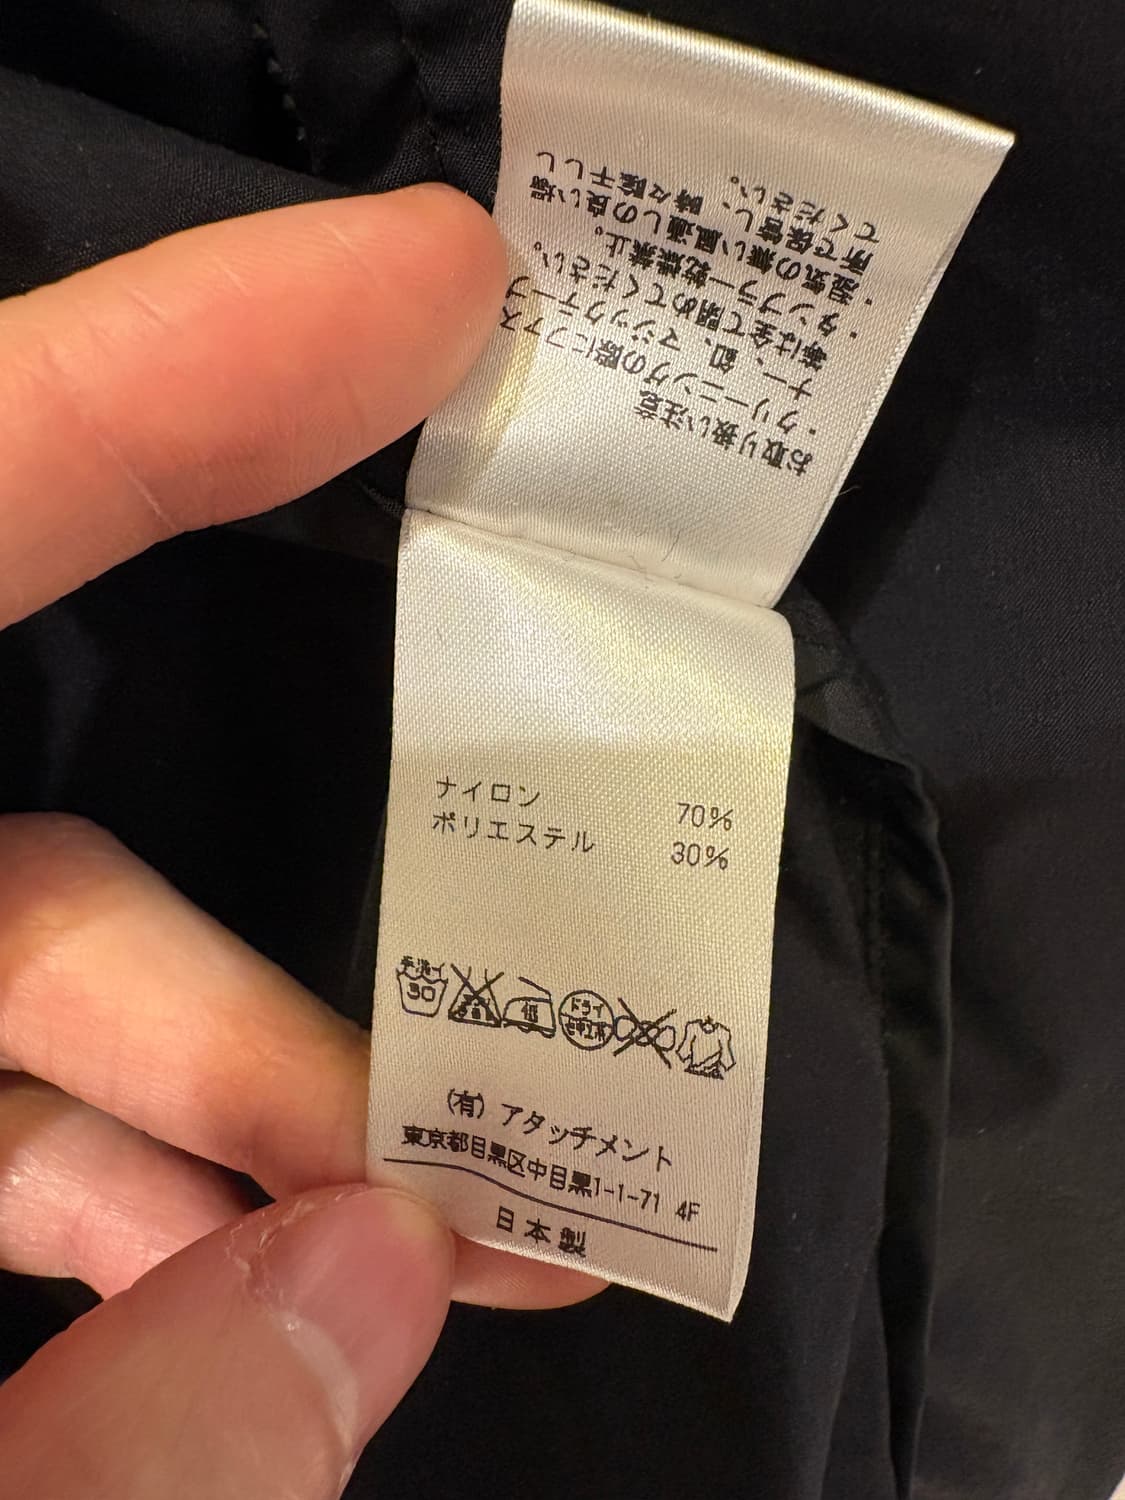 お取り扱い注意
・クリーニングの際にファス
ナー、釦、マジックテープ
等は全て閉めてください。
・タンブラー乾燥禁止。
・湿気の無い風通しの良い場
所で保管し、時々陰干しし
てください。
ナイロン 70%
ポリエステル 30%
手洗イ
30
低
ドライ
セキユ系
(有) アタッチメント
東京都目黒区中目黒1-1-71 4F
日本製